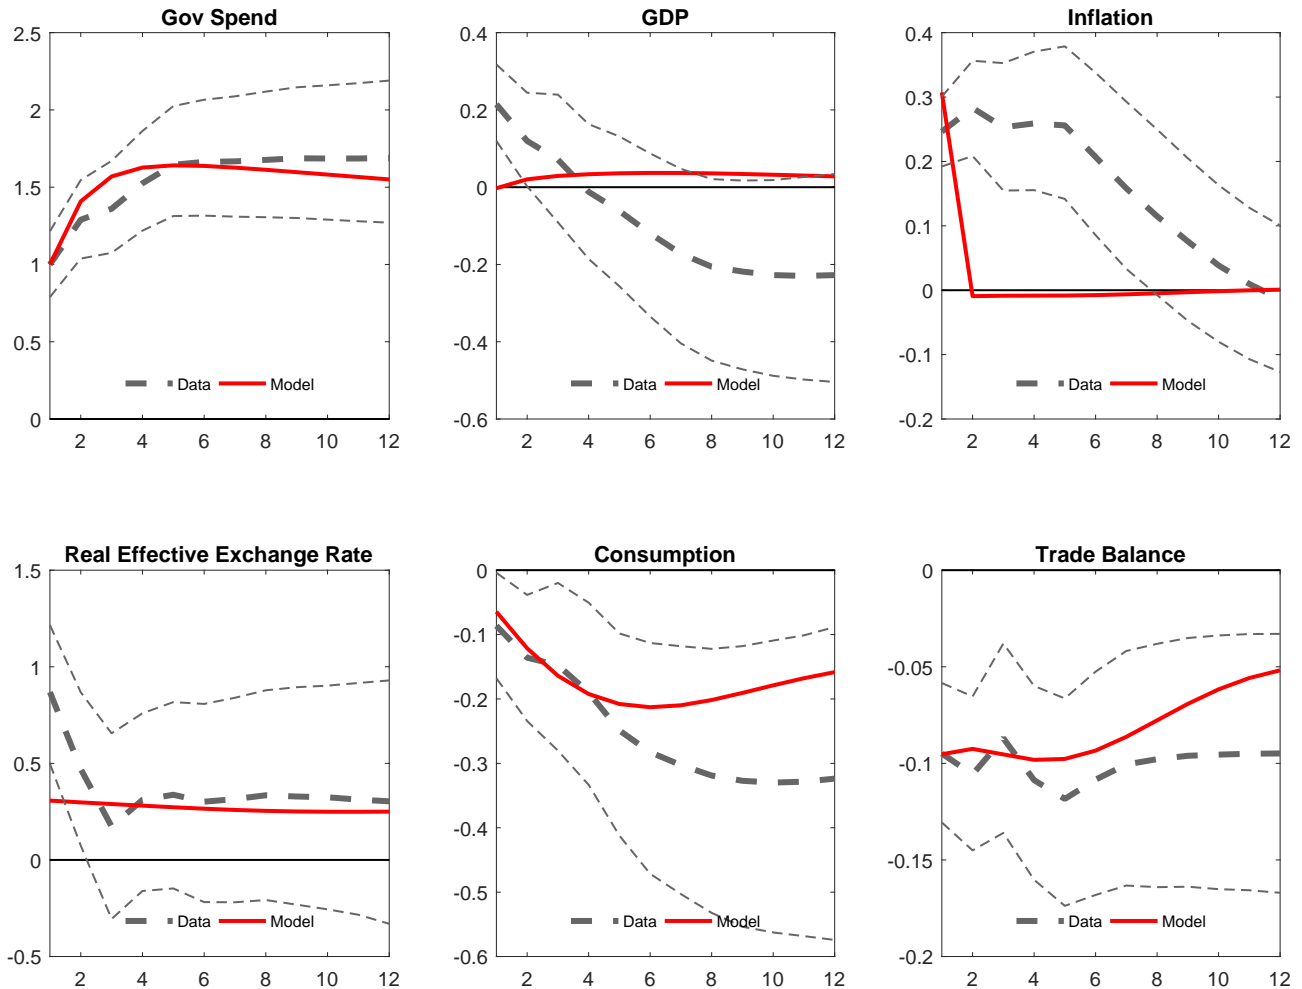 Gov Spend
2.5
2
1.5
1
0.5
0
2 4 6 8 10 12
Data Model
GDP
0.4
0.2
0
-0.2
-0.4
-0.6
2 4 6 8 10 12
Data Model
Inflation
0.4
0.3
0.2
0.1
0
-0.1
-0.2
2 4 6 8 10 12
Data Model
Real Effective Exchange Rate
1.5
1
0.5
0
-0.5
2 4 6 8 10 12
Data Model
Consumption
0
-0.1
-0.2
-0.3
-0.4
-0.5
-0.6
2 4 6 8 10 12
Data Model
Trade Balance
0
-0.05
-0.1
-0.15
-0.2
2 4 6 8 10 12
Data Model